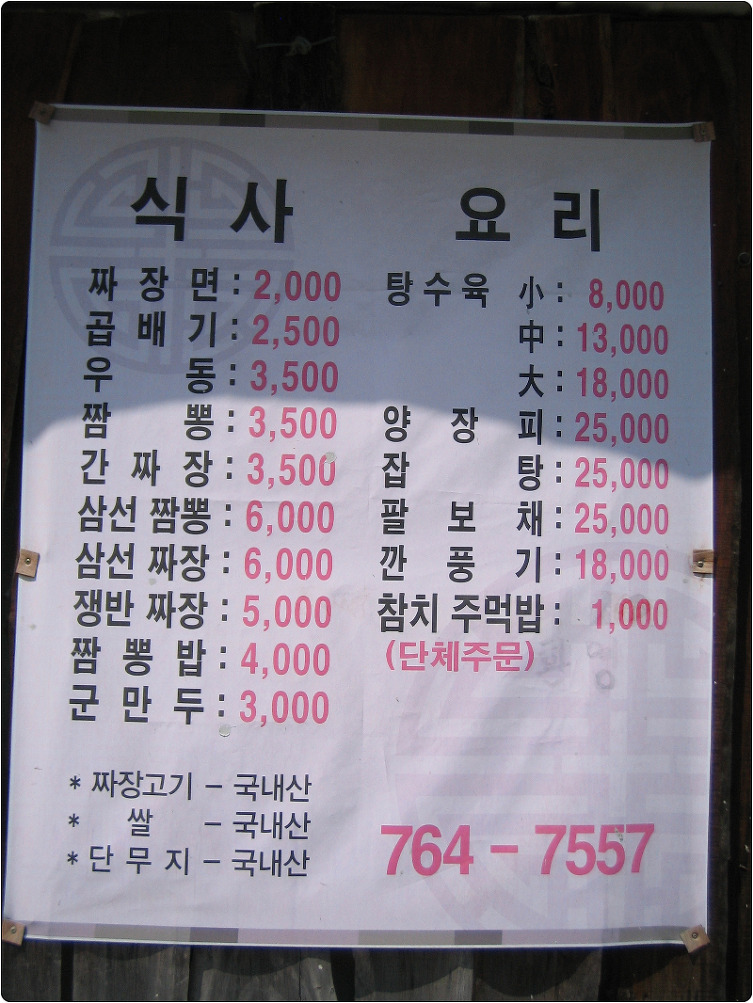 식 사
짜 장 면 : 2,000
곱 배 기 : 2,500
우 동 : 3,500
짬 뽕 : 3,500
간 짜 장 : 3,500
삼선 짬뽕 : 6,000
삼선 짜장 : 6,000
쟁반 짜장 : 5,000
짬 뽕 밥 : 4,000
군 만 두 : 3,000
* 짜장고기 - 국내산
* 쌀 - 국내산
* 단 무 지 - 국내산
요 리
탕수육 小 : 8,000
中 : 13,000
大 : 18,000
양 장 피 : 25,000
잡 탕 : 25,000
팔 보 채 : 25,000
깐 풍 기 : 18,000
참치 주먹밥 : 1,000
(단체주문)
764 - 7557